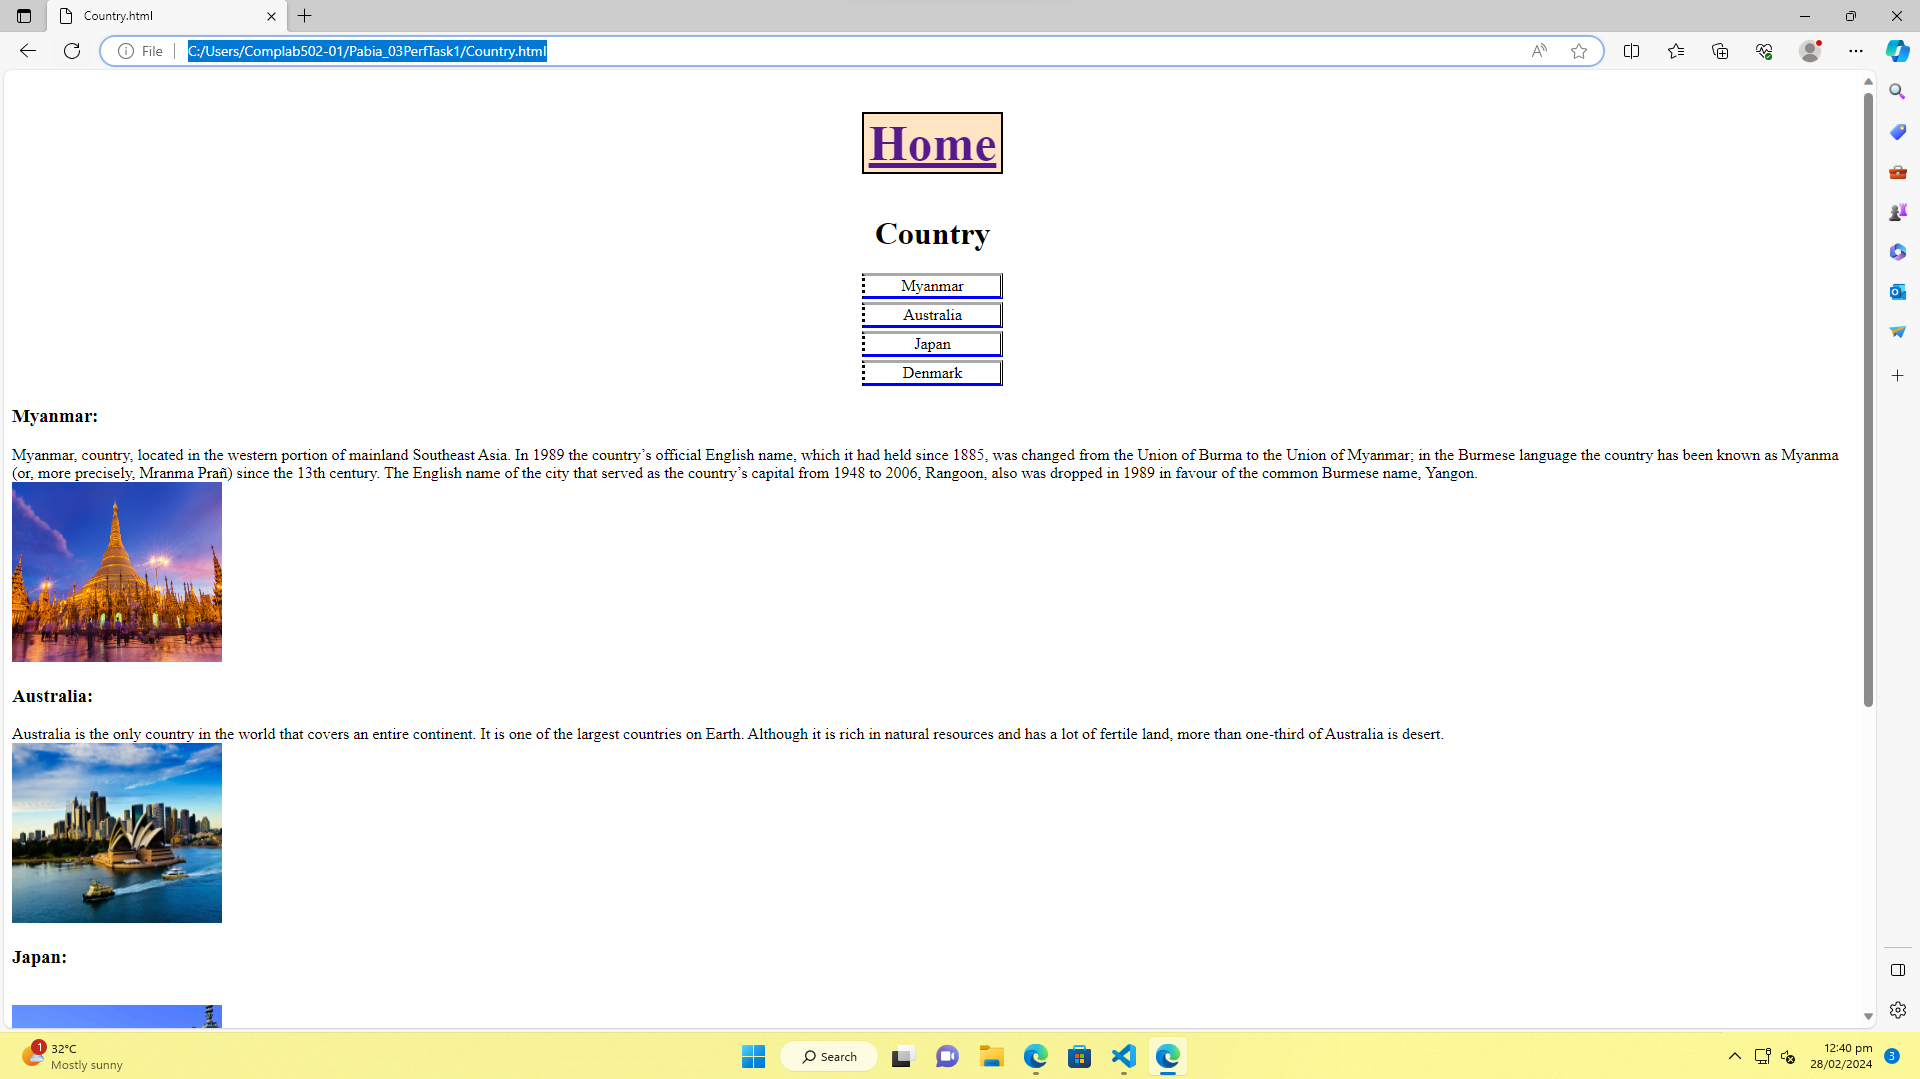 Country.html
File
C:/Users/Complab502-01/Pabia_03PerfTask1/Country.html
Home
Country
Myanmar
Australia
Japan
Denmark
Myanmar:
Myanmar, country, located in the western portion of mainland Southeast Asia. In 1989 the country’s official English name, which it had held since 1885, was changed from the Union of Burma to the Union of Myanmar; in the Burmese language the country has been known as Myanma
(or, more precisely, Mranma Prañ) since the 13th century. The English name of the city that served as the country’s capital from 1948 to 2006, Rangoon, also was dropped in 1989 in favour of the common Burmese name, Yangon.
Australia:
Australia is the only country in the world that covers an entire continent. It is one of the largest countries on Earth. Although it is rich in natural resources and has a lot of fertile land, more than one-third of Australia is desert.
Japan:
1
32°C
Mostly sunny
Search
12:40 pm
28/02/2024
3